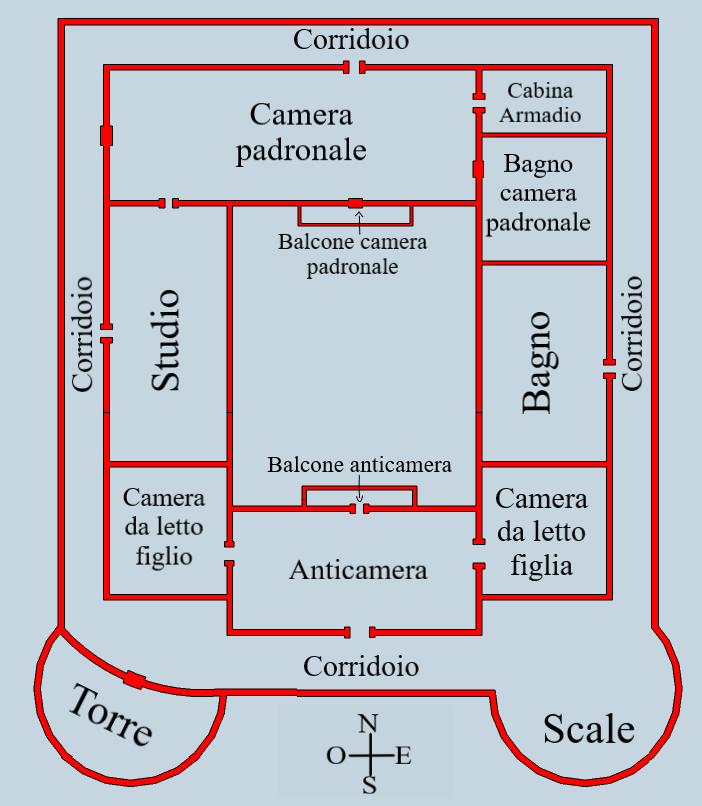 Corridoio
Camera
padronale
Cabina
Armadio
Bagno
camera
padronale
Balcone camera
padronale
Corridoio
Studio
Bagno
Corridoio
Balcone anticamera
Camera
da letto
figlio
Anticamera
Camera
da letto
figlia
Corridoio
Torre
Scale
N
O
E
S